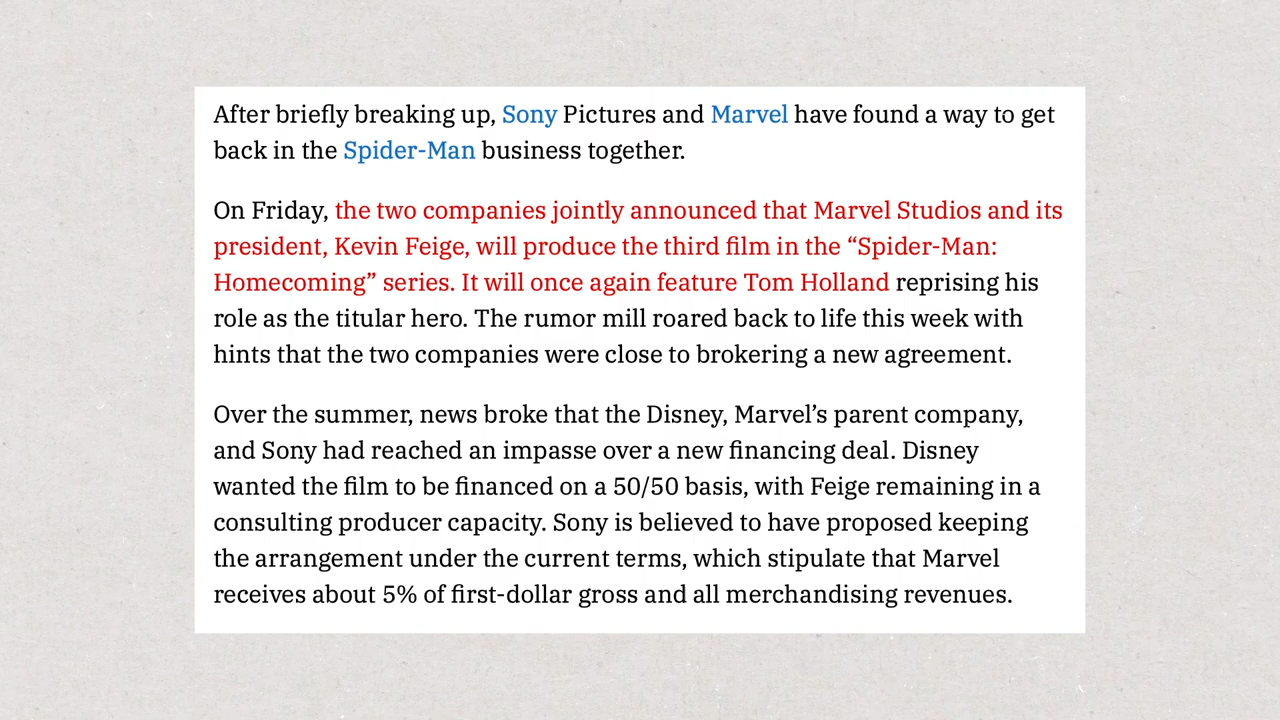 After briefly breaking up, Sony Pictures and Marvel have found a way to get
back in the Spider-Man business together.
On Friday, the two companies jointly announced that Marvel Studios and its
president, Kevin Feige, will produce the third film in the “Spider-Man:
Homecoming” series. It will once again feature Tom Holland reprising his
role as the titular hero. The rumor mill roared back to life this week with
hints that the two companies were close to brokering a new agreement.
Over the summer, news broke that the Disney, Marvel’s parent company,
and Sony had reached an impasse over a new financing deal. Disney
wanted the film to be financed on a 50/50 basis, with Feige remaining in a
consulting producer capacity. Sony is believed to have proposed keeping
the arrangement under the current terms, which stipulate that Marvel
receives about 5% of first-dollar gross and all merchandising revenues.